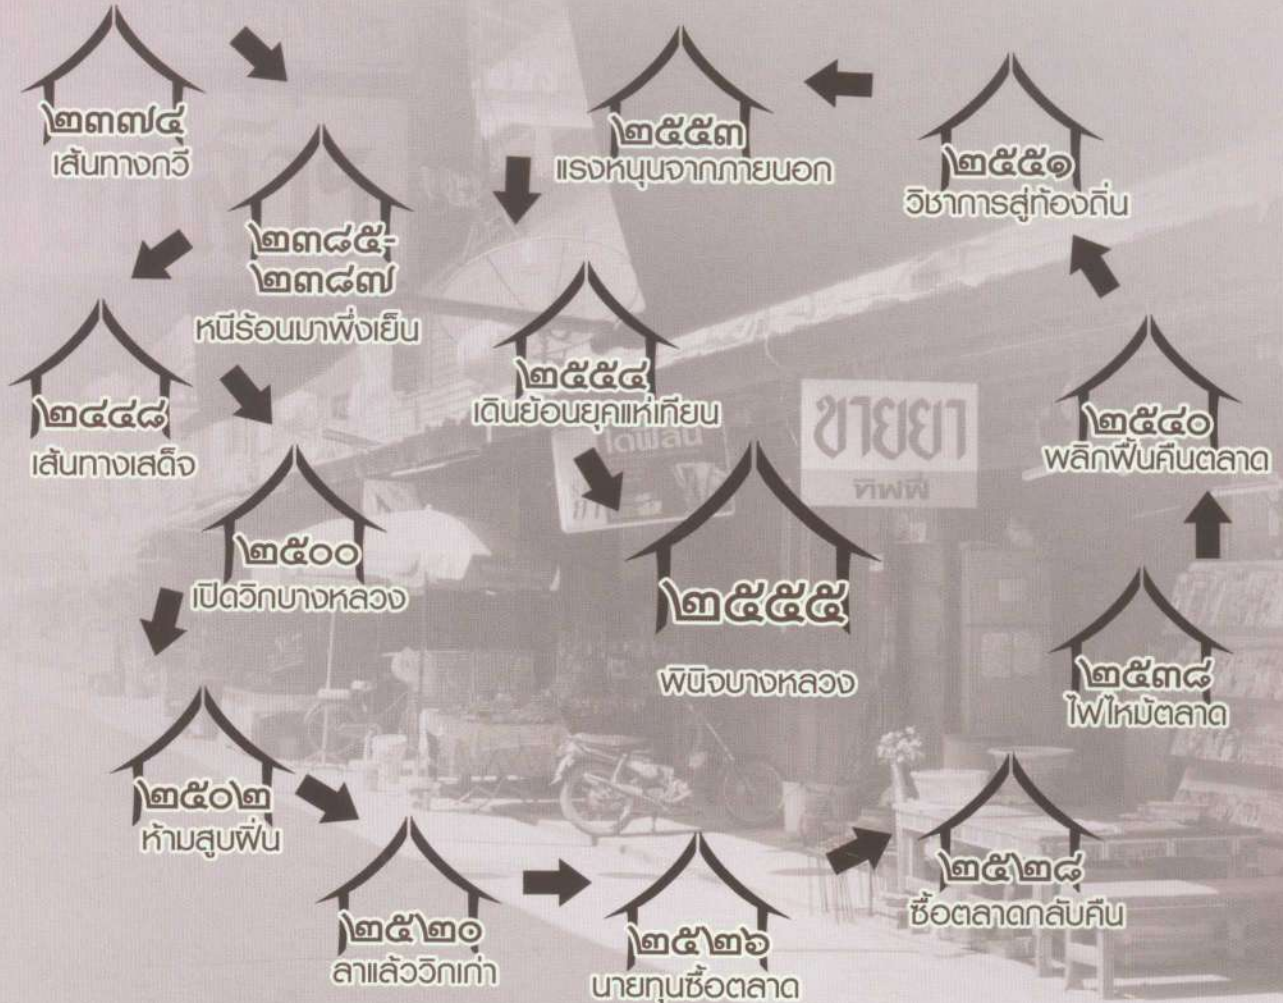 ๒๓๗๔
เส้นทางกวี
๒๓๘๕-
๒๓๘๗
หนีร้อนมาพึ่งเย็น
๒๔๔๘
เส้นทางเสด็จ
๒๕๐๐
เปิดวิกบางหลวง
๒๕๐๒
ห้ามสูบฝิ่น
๒๕๒๐
ลาแล้ววิกเก่า
๒๕๒๖
นายทุนซื้อตลาด
๒๕๒๘
ซื้อตลาดกลับคืน
๒๕๓๘
ไฟไหม้ตลาด
๒๕๔๐
พลิกฟื้นคืนตลาด
๒๕๕๑
วิชาการสู่ท้องถิ่น
๒๕๕๓
แรงหนุนจากภายนอก
๒๕๕๔
เดินย้อนยุคแห่เทียน
๒๕๕๕
พินิจบางหลวง
ขายยา
ทิฟฟี่